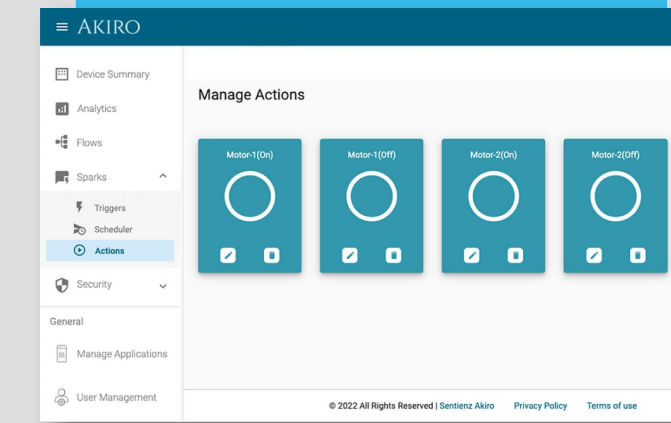 AKIRO
Device Summary
Analytics
Flows
Sparks
Triggers
Scheduler
Actions
Security
General
Manage Applications
User Management
Manage Actions
Motor-1(On)
Motor-1(Off)
Motor-2(On)
Motor-2(Off)
© 2022 All Rights Reserved | Sentienz Akiro Privacy Policy Terms of use